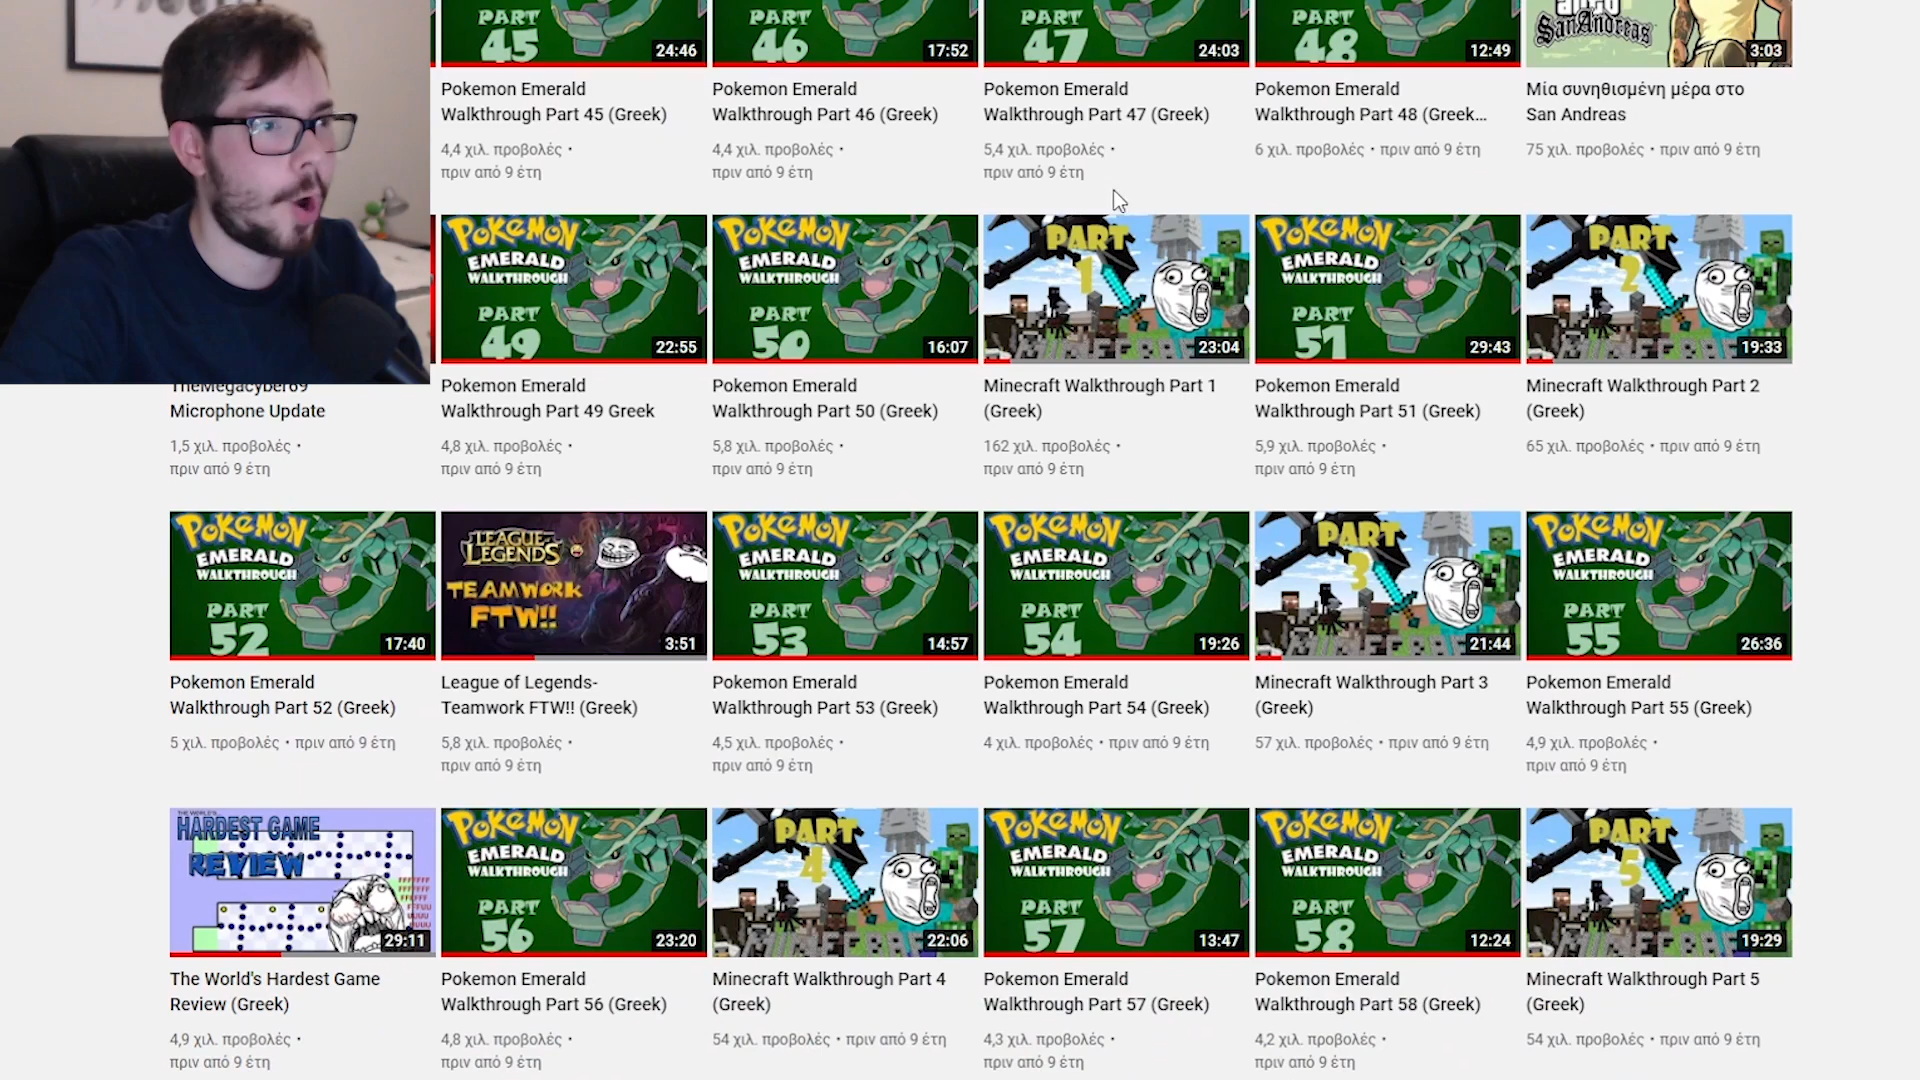 PART
45
24:46
PART
46
17:52
PART
47
24:03
PART
48
12:49
San Andreas
3:03
Pokemon Emerald
Walkthrough Part 45 (Greek)
4,4 χιλ. προβολές •
πριν από 9 έτη
Pokemon Emerald
Walkthrough Part 46 (Greek)
4,4 χιλ. προβολές •
πριν από 9 έτη
Pokemon Emerald
Walkthrough Part 47 (Greek)
5,4 χιλ. προβολές •
πριν από 9 έτη
Pokemon Emerald
Walkthrough Part 48 (Greek...
6 χιλ. προβολές • πριν από 9 έτη
Μία συνηθισμένη μέρα στο
San Andreas
75 χιλ. προβολές • πριν από 9 έτη
POKéMON
EMERALD
WALKTHROUGH
PART
49
22:55
POKéMON
EMERALD
WALKTHROUGH
PART
50
16:07
PART
1
23:04
POKéMON
EMERALD
WALKTHROUGH
PART
51
29:43
PART
2
19:33
TheMegacyber69
Microphone Update
1,5 χιλ. προβολές •
πριν από 9 έτη
Pokemon Emerald
Walkthrough Part 49 Greek
4,8 χιλ. προβολές •
πριν από 9 έτη
Pokemon Emerald
Walkthrough Part 50 (Greek)
5,8 χιλ. προβολές •
πριν από 9 έτη
Minecraft Walkthrough Part 1
(Greek)
162 χιλ. προβολές •
πριν από 9 έτη
Pokemon Emerald
Walkthrough Part 51 (Greek)
5,9 χιλ. προβολές •
πριν από 9 έτη
Minecraft Walkthrough Part 2
(Greek)
65 χιλ. προβολές • πριν από 9 έτη
POKéMON
EMERALD
WALKTHROUGH
PART
52
17:40
LEAGUE OF
LEGENDS
TEAMWORK
FTW!!
3:51
POKéMON
EMERALD
WALKTHROUGH
PART
53
14:57
POKéMON
EMERALD
WALKTHROUGH
PART
54
19:26
PART
3
21:44
POKéMON
EMERALD
WALKTHROUGH
PART
55
26:36
Pokemon Emerald
Walkthrough Part 52 (Greek)
5 χιλ. προβολές • πριν από 9 έτη
League of Legends-
Teamwork FTW!! (Greek)
5,8 χιλ. προβολές •
πριν από 9 έτη
Pokemon Emerald
Walkthrough Part 53 (Greek)
4,5 χιλ. προβολές •
πριν από 9 έτη
Pokemon Emerald
Walkthrough Part 54 (Greek)
4 χιλ. προβολές • πριν από 9 έτη
Minecraft Walkthrough Part 3
(Greek)
57 χιλ. προβολές • πριν από 9 έτη
Pokemon Emerald
Walkthrough Part 55 (Greek)
4,9 χιλ. προβολές •
πριν από 9 έτη
THE WORLD'S
HARDEST GAME
REVIEW
29:11
POKéMON
EMERALD
WALKTHROUGH
PART
56
23:20
PART
4
22:06
POKéMON
EMERALD
WALKTHROUGH
PART
57
13:47
POKéMON
EMERALD
WALKTHROUGH
PART
58
12:24
PART
5
19:29
The World's Hardest Game
Review (Greek)
4,9 χιλ. προβολές •
πριν από 9 έτη
Pokemon Emerald
Walkthrough Part 56 (Greek)
4,8 χιλ. προβολές •
πριν από 9 έτη
Minecraft Walkthrough Part 4
(Greek)
54 χιλ. προβολές • πριν από 9 έτη
Pokemon Emerald
Walkthrough Part 57 (Greek)
4,3 χιλ. προβολές •
πριν από 9 έτη
Pokemon Emerald
Walkthrough Part 58 (Greek)
4,2 χιλ. προβολές •
πριν από 9 έτη
Minecraft Walkthrough Part 5
(Greek)
54 χιλ. προβολές • πριν από 9 έτη